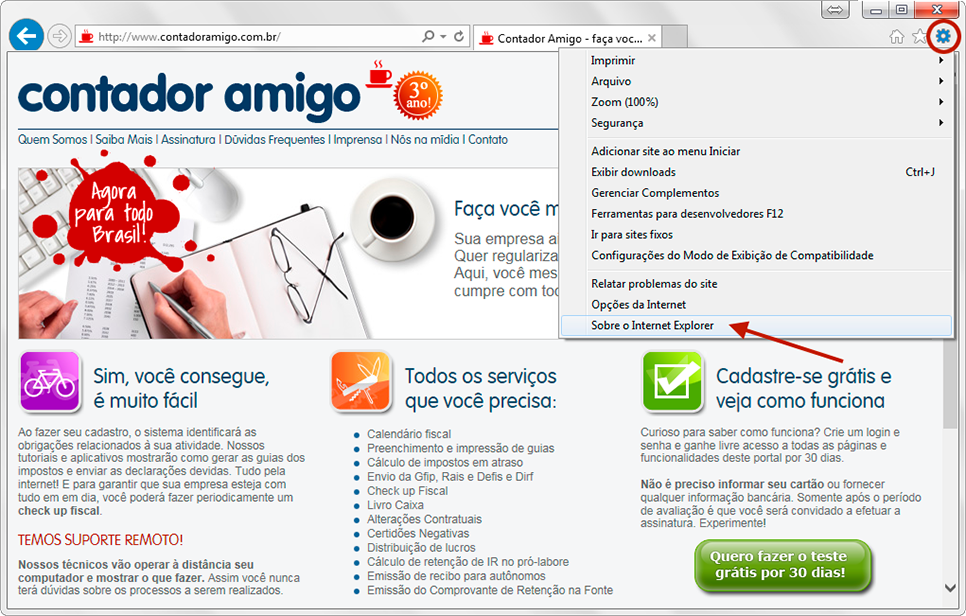 http://www.contadoramigo.com.br/
Contador Amigo - faça voc...
contador amigo
3º
ano!
Quem Somos | Saiba Mais | Assinatura | Dúvidas Frequentes | Imprensa | Nós na mídia | Contato
Agora
para todo
Brasil!
Faça você m
Sua empresa a
Quer regulariza
Aqui, você mes
cumpre com to
Imprimir
Arquivo
Zoom (100%)
Segurança
Adicionar site ao menu Iniciar
Exibir downloads Ctrl+J
Gerenciar Complementos
Ferramentas para desenvolvedores F12
Ir para sites fixos
Configurações do Modo de Exibição de Compatibilidade
Relatar problemas do site
Opções da Internet
Sobre o Internet Explorer
Sim, você consegue,
é muito fácil
Ao fazer seu cadastro, o sistema identificará as
obrigações relacionados à sua atividade. Nossos
tutoriais e aplicativos mostrarão como gerar as guias dos
impostos e enviar as declarações devidas. Tudo pela
internet! E para garantir que sua empresa esteja com
tudo em em dia, você poderá fazer periodicamente um
check up fiscal.
TEMOS SUPORTE REMOTO!
Nossos técnicos vão operar à distância seu
computador e mostrar o que fazer. Assim você nunca
terá dúvidas sobre os processos a serem realizados.
Todos os serviços
que você precisa:
Calendário fiscal
Preenchimento e impressão de guias
Cálculo de impostos em atraso
Envio da Gfip, Rais e Defis e Dirf
Check up Fiscal
Livro Caixa
Alterações Contratuais
Certidões Negativas
Distribuição de lucros
Cálculo de retenção de IR no pró-labore
Emissão de recibo para autônomos
Emissão do Comprovante de Retenção na Fonte
Cadastre-se grátis e
veja como funciona
Curioso para saber como funciona? Crie um login e
senha e ganhe livre acesso a todas as páginas e
funcionalidades deste portal por 30 dias.
Não é preciso informar seu cartão ou fornecer
qualquer informação bancária. Somente após o período
de avaliação é que você será convidado a efetuar a
assinatura. Experimente!
Quero fazer o teste
grátis por 30 dias!